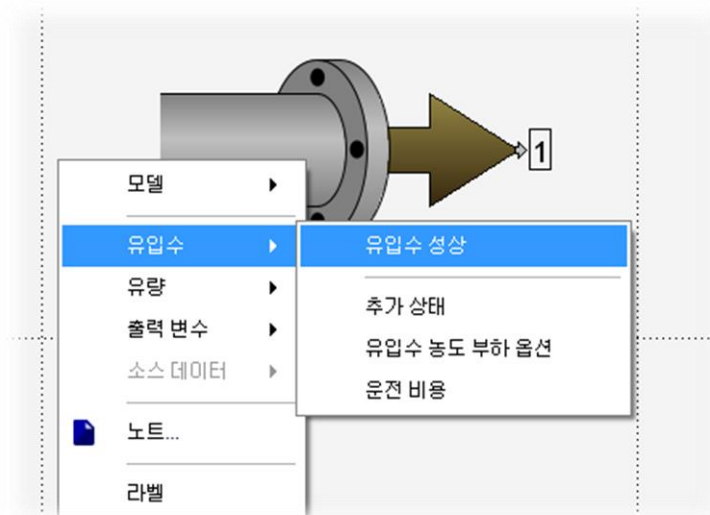 1
모델
유입수
유입수 성상
유량
추가 상태
출력 변수
유입수 농도 부하 옵션
소스 데이터
운전 비용
노트...
라벨